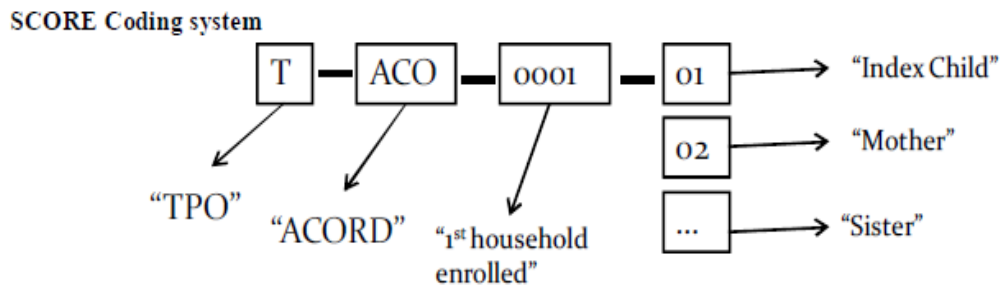 SCORE Coding system
T ACO 0001 01 "Index Child"
02 "Mother"
"TPO" "ACORD" "1st household enrolled" ... "Sister"